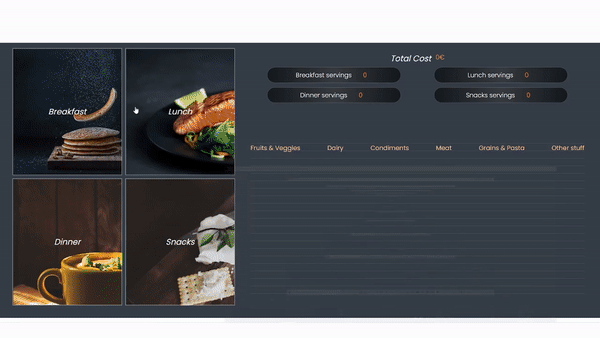 Breakfast
Lunch
Dinner
Snacks
Total Cost 0€
Breakfast servings 0
Lunch servings 0
Dinner servings 0
Snacks servings 0
Fruits & Veggies
Dairy
Condiments
Meat
Grains & Pasta
Other stuff